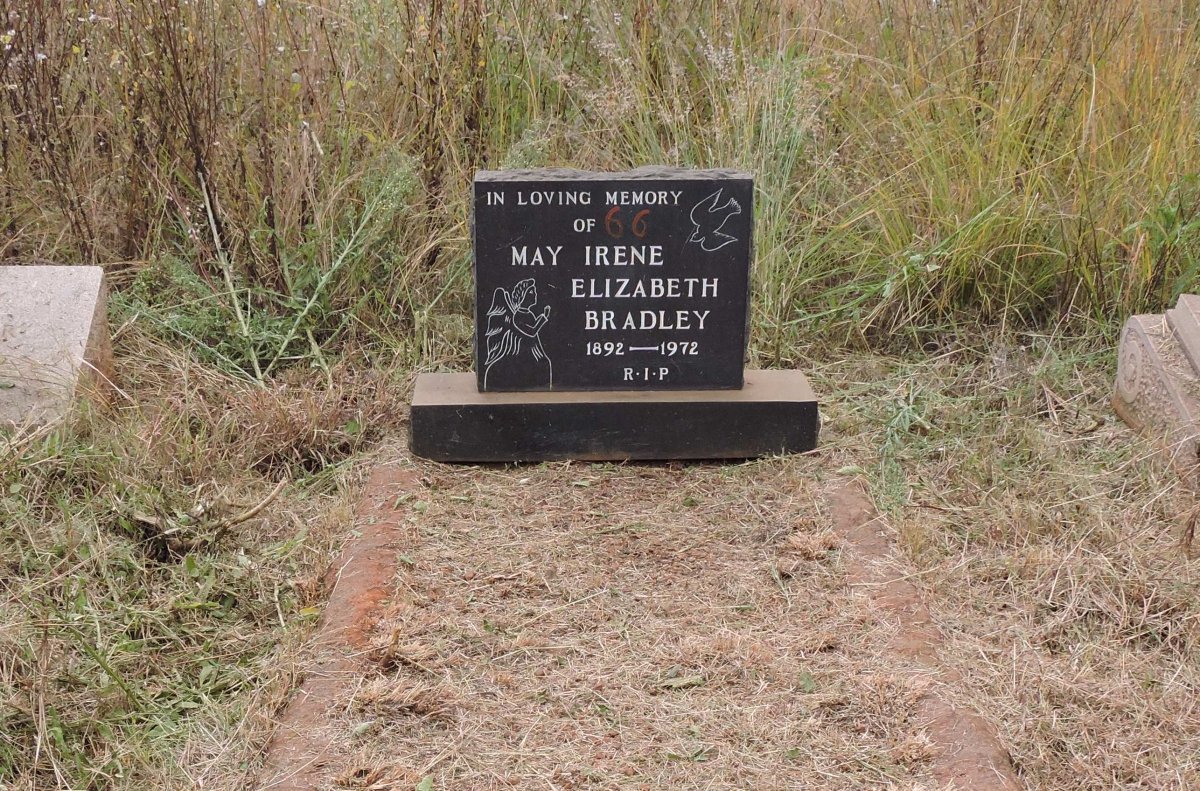 IN LOVING MEMORY
OF 66
MAY IRENE
ELIZABETH
BRADLEY
1892 — 1972
R·I·P